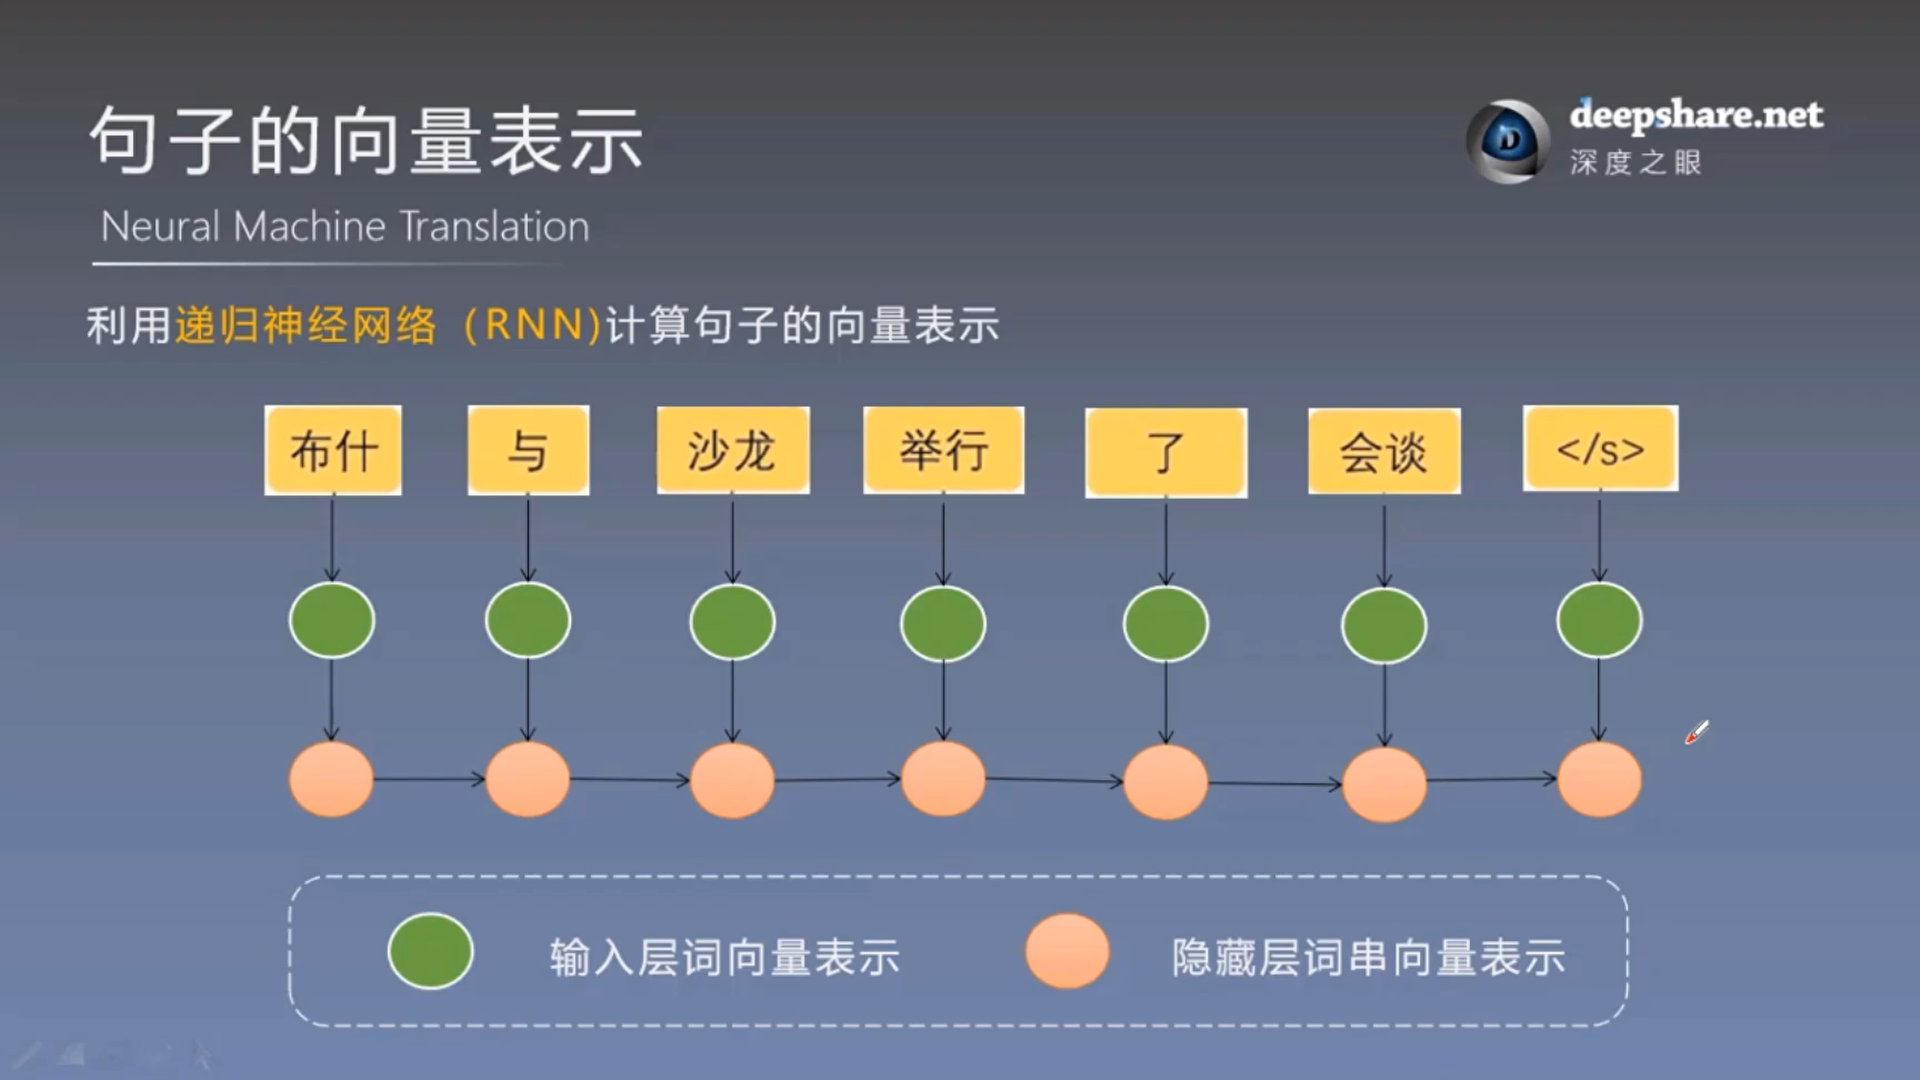 句子的向量表示
deepshare.net
深度之眼
Neural Machine Translation
利用递归神经网络（RNN)计算句子的向量表示
布什 与 沙龙 举行 了 会谈 </s>
输入层词向量表示 隐藏层词串向量表示